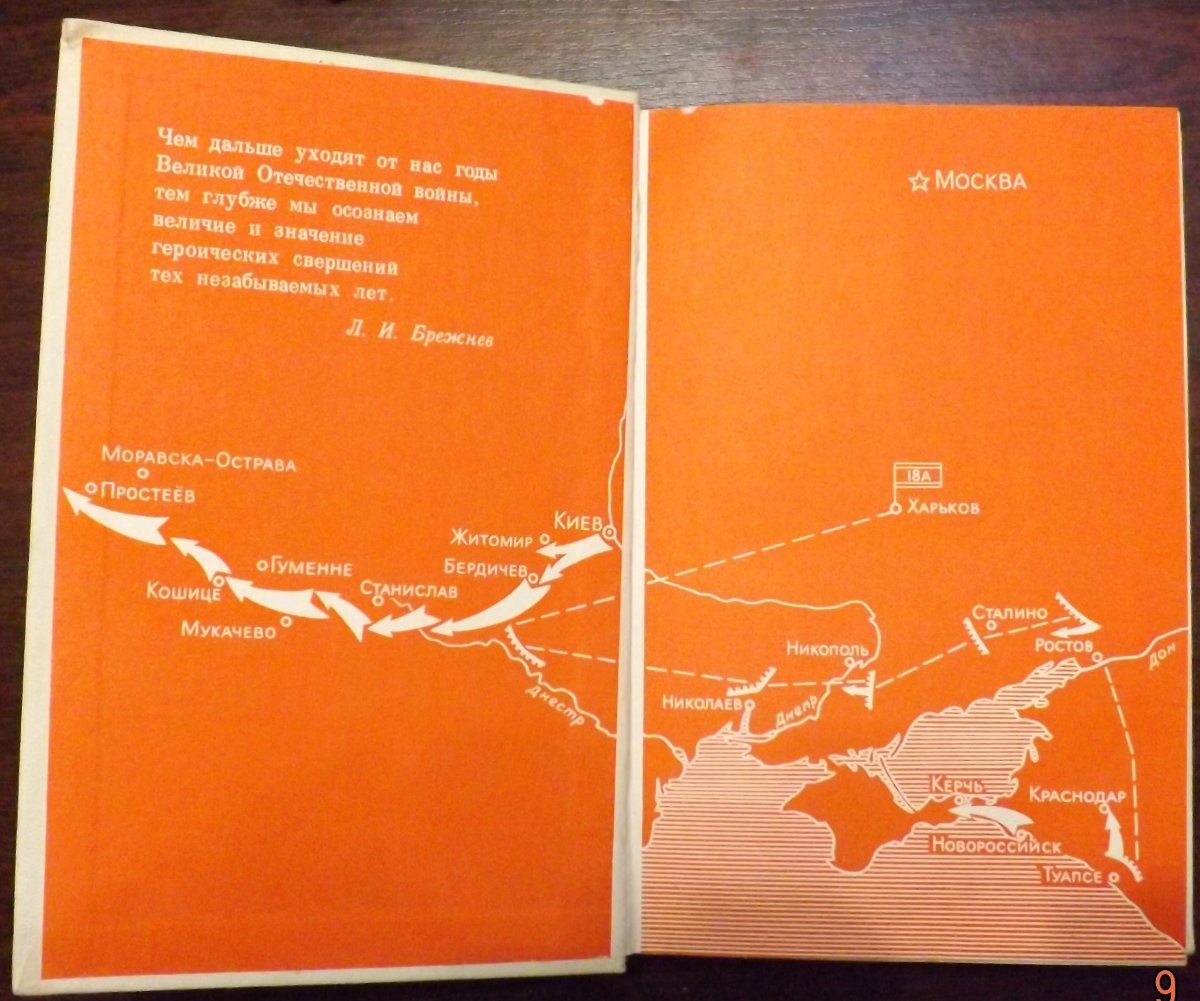 Чем дальше уходят от нас годы
Великой Отечественной войны,
тем глубже мы осознаем
величие и значение
героических свершений
тех незабываемых лет.
Л. И. Брежнев
МОРАВСКА-ОСТРАВА
ПРОСТЕЁВ
КИЕВ
ЖИТОМИР
БЕРДИЧЕВ
ГУМЕННЕ
СТАНИСЛАВ
КОШИЦЕ
МУКАЧЕВО
ДНЕСТР
МОСКВА
18А
ХАРЬКОВ
СТАЛИНО
НИКОПОЛЬ
РОСТОВ
ДОН
НИКОЛАЕВ
ДНЕПР
КЕРЧЬ
КРАСНОДАР
НОВОРОССИЙСК
ТУАПСЕ
9